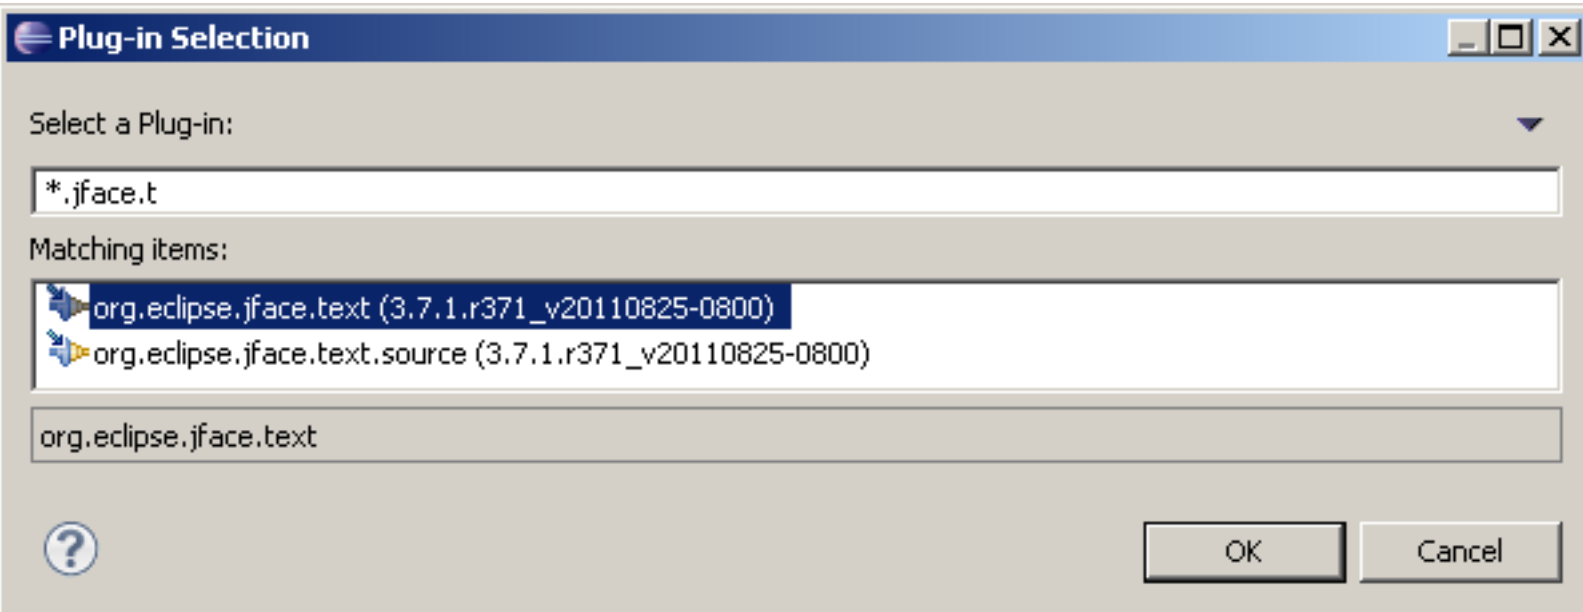 Plug-in Selection
Select a Plug-in:
*.jface.t
Matching items:
org.eclipse.jface.text (3.7.1.r371_v20110825-0800)
org.eclipse.jface.text.source (3.7.1.r371_v20110825-0800)
org.eclipse.jface.text
? OK Cancel